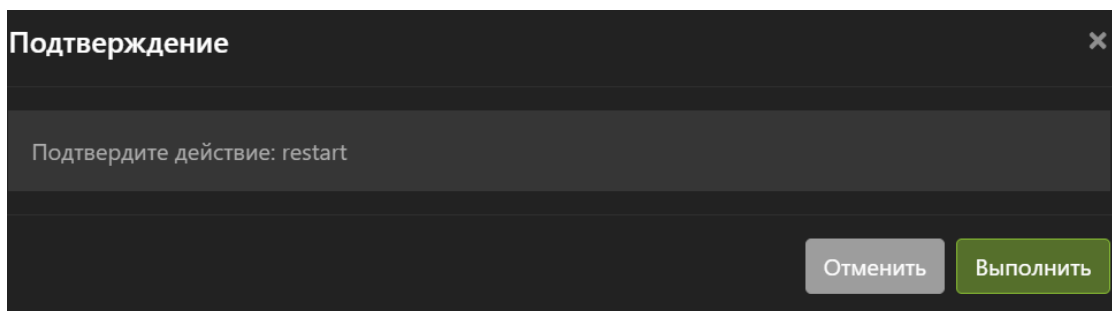 Подтверждение
Подтвердите действие: restart
Отменить Выполнить